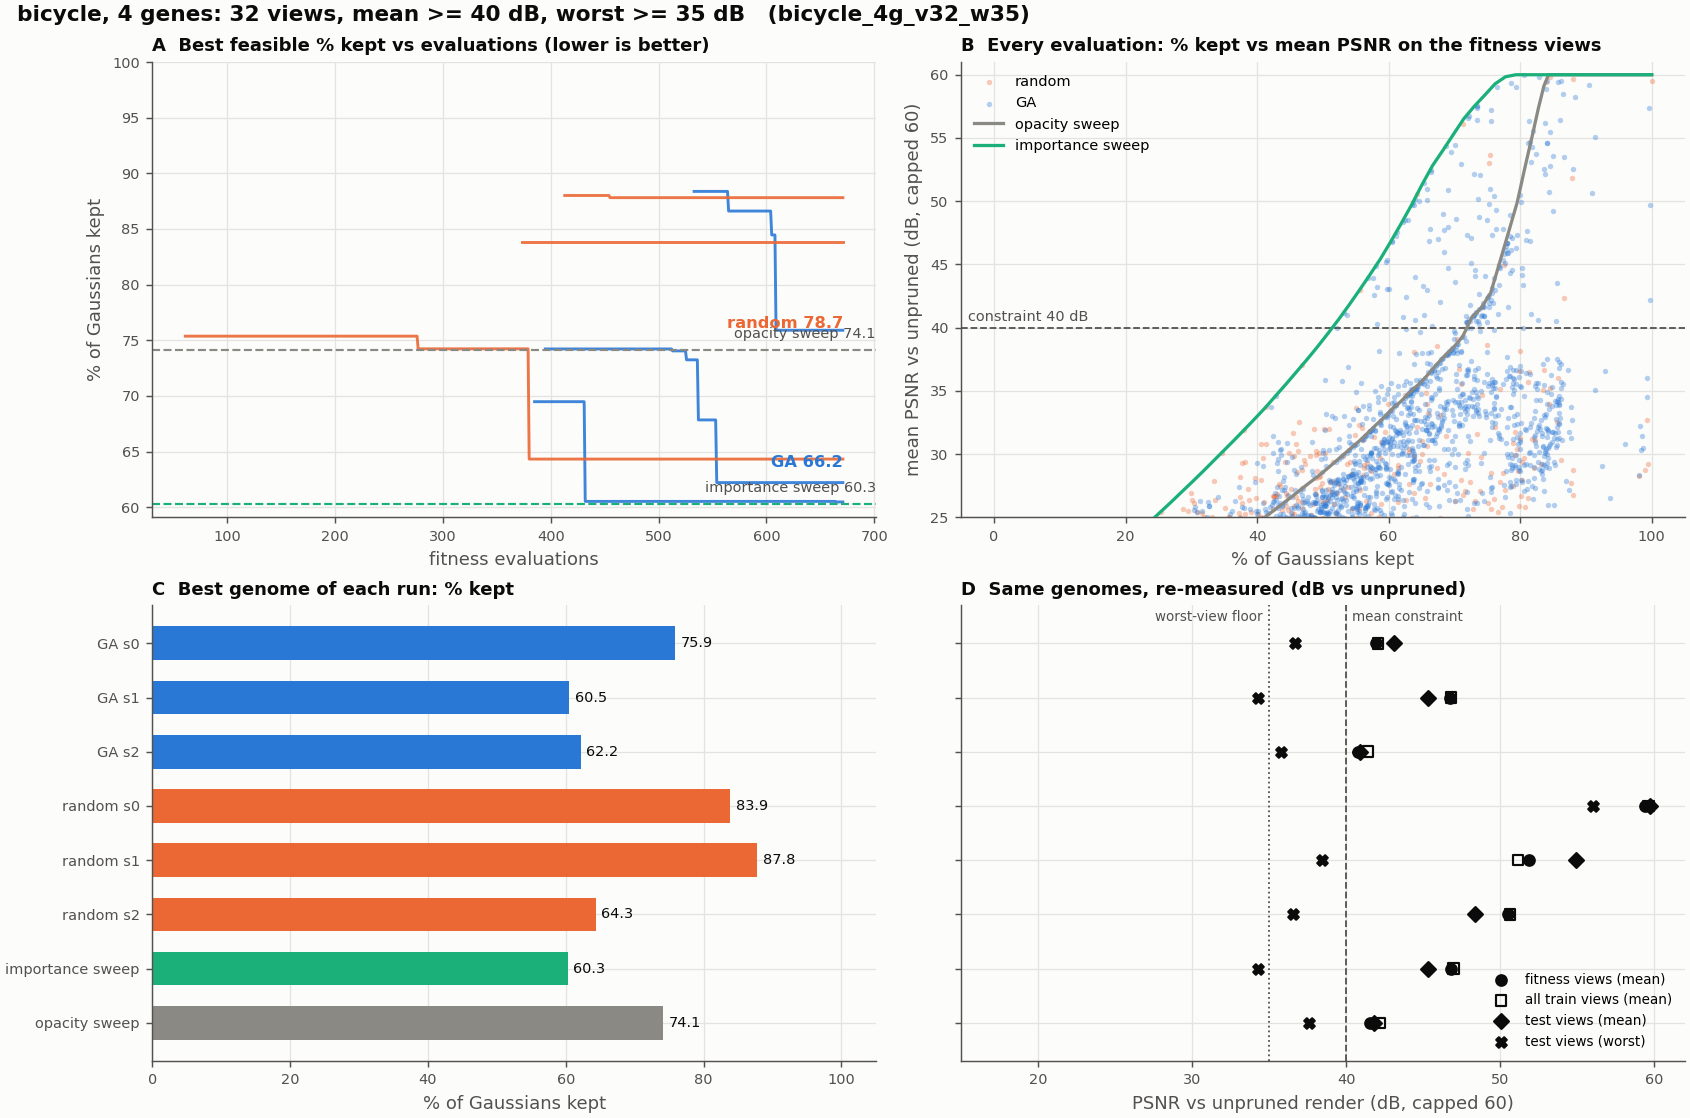 bicycle, 4 genes: 32 views, mean >= 40 dB, worst >= 35 dB   (bicycle_4g_v32_w35)
A  Best feasible % kept vs evaluations (lower is better)
100
95
90
85
80
75
70
65
60
% of Gaussians kept
random 78.7
opacity sweep 74.1
GA 66.2
importance sweep 60.3
100
200
300
400
500
600
700
fitness evaluations
B  Every evaluation: % kept vs mean PSNR on the fitness views
60
55
50
45
40
35
30
25
mean PSNR vs unpruned (dB, capped 60)
random
GA
opacity sweep
importance sweep
constraint 40 dB
0
20
40
60
80
100
% of Gaussians kept
C  Best genome of each run: % kept
GA s0
75.9
GA s1
60.5
GA s2
62.2
random s0
83.9
random s1
87.8
random s2
64.3
importance sweep
60.3
opacity sweep
74.1
0
20
40
60
80
100
% of Gaussians kept
D  Same genomes, re-measured (dB vs unpruned)
worst-view floor
mean constraint
fitness views (mean)
all train views (mean)
test views (mean)
test views (worst)
20
30
40
50
60
PSNR vs unpruned render (dB, capped 60)